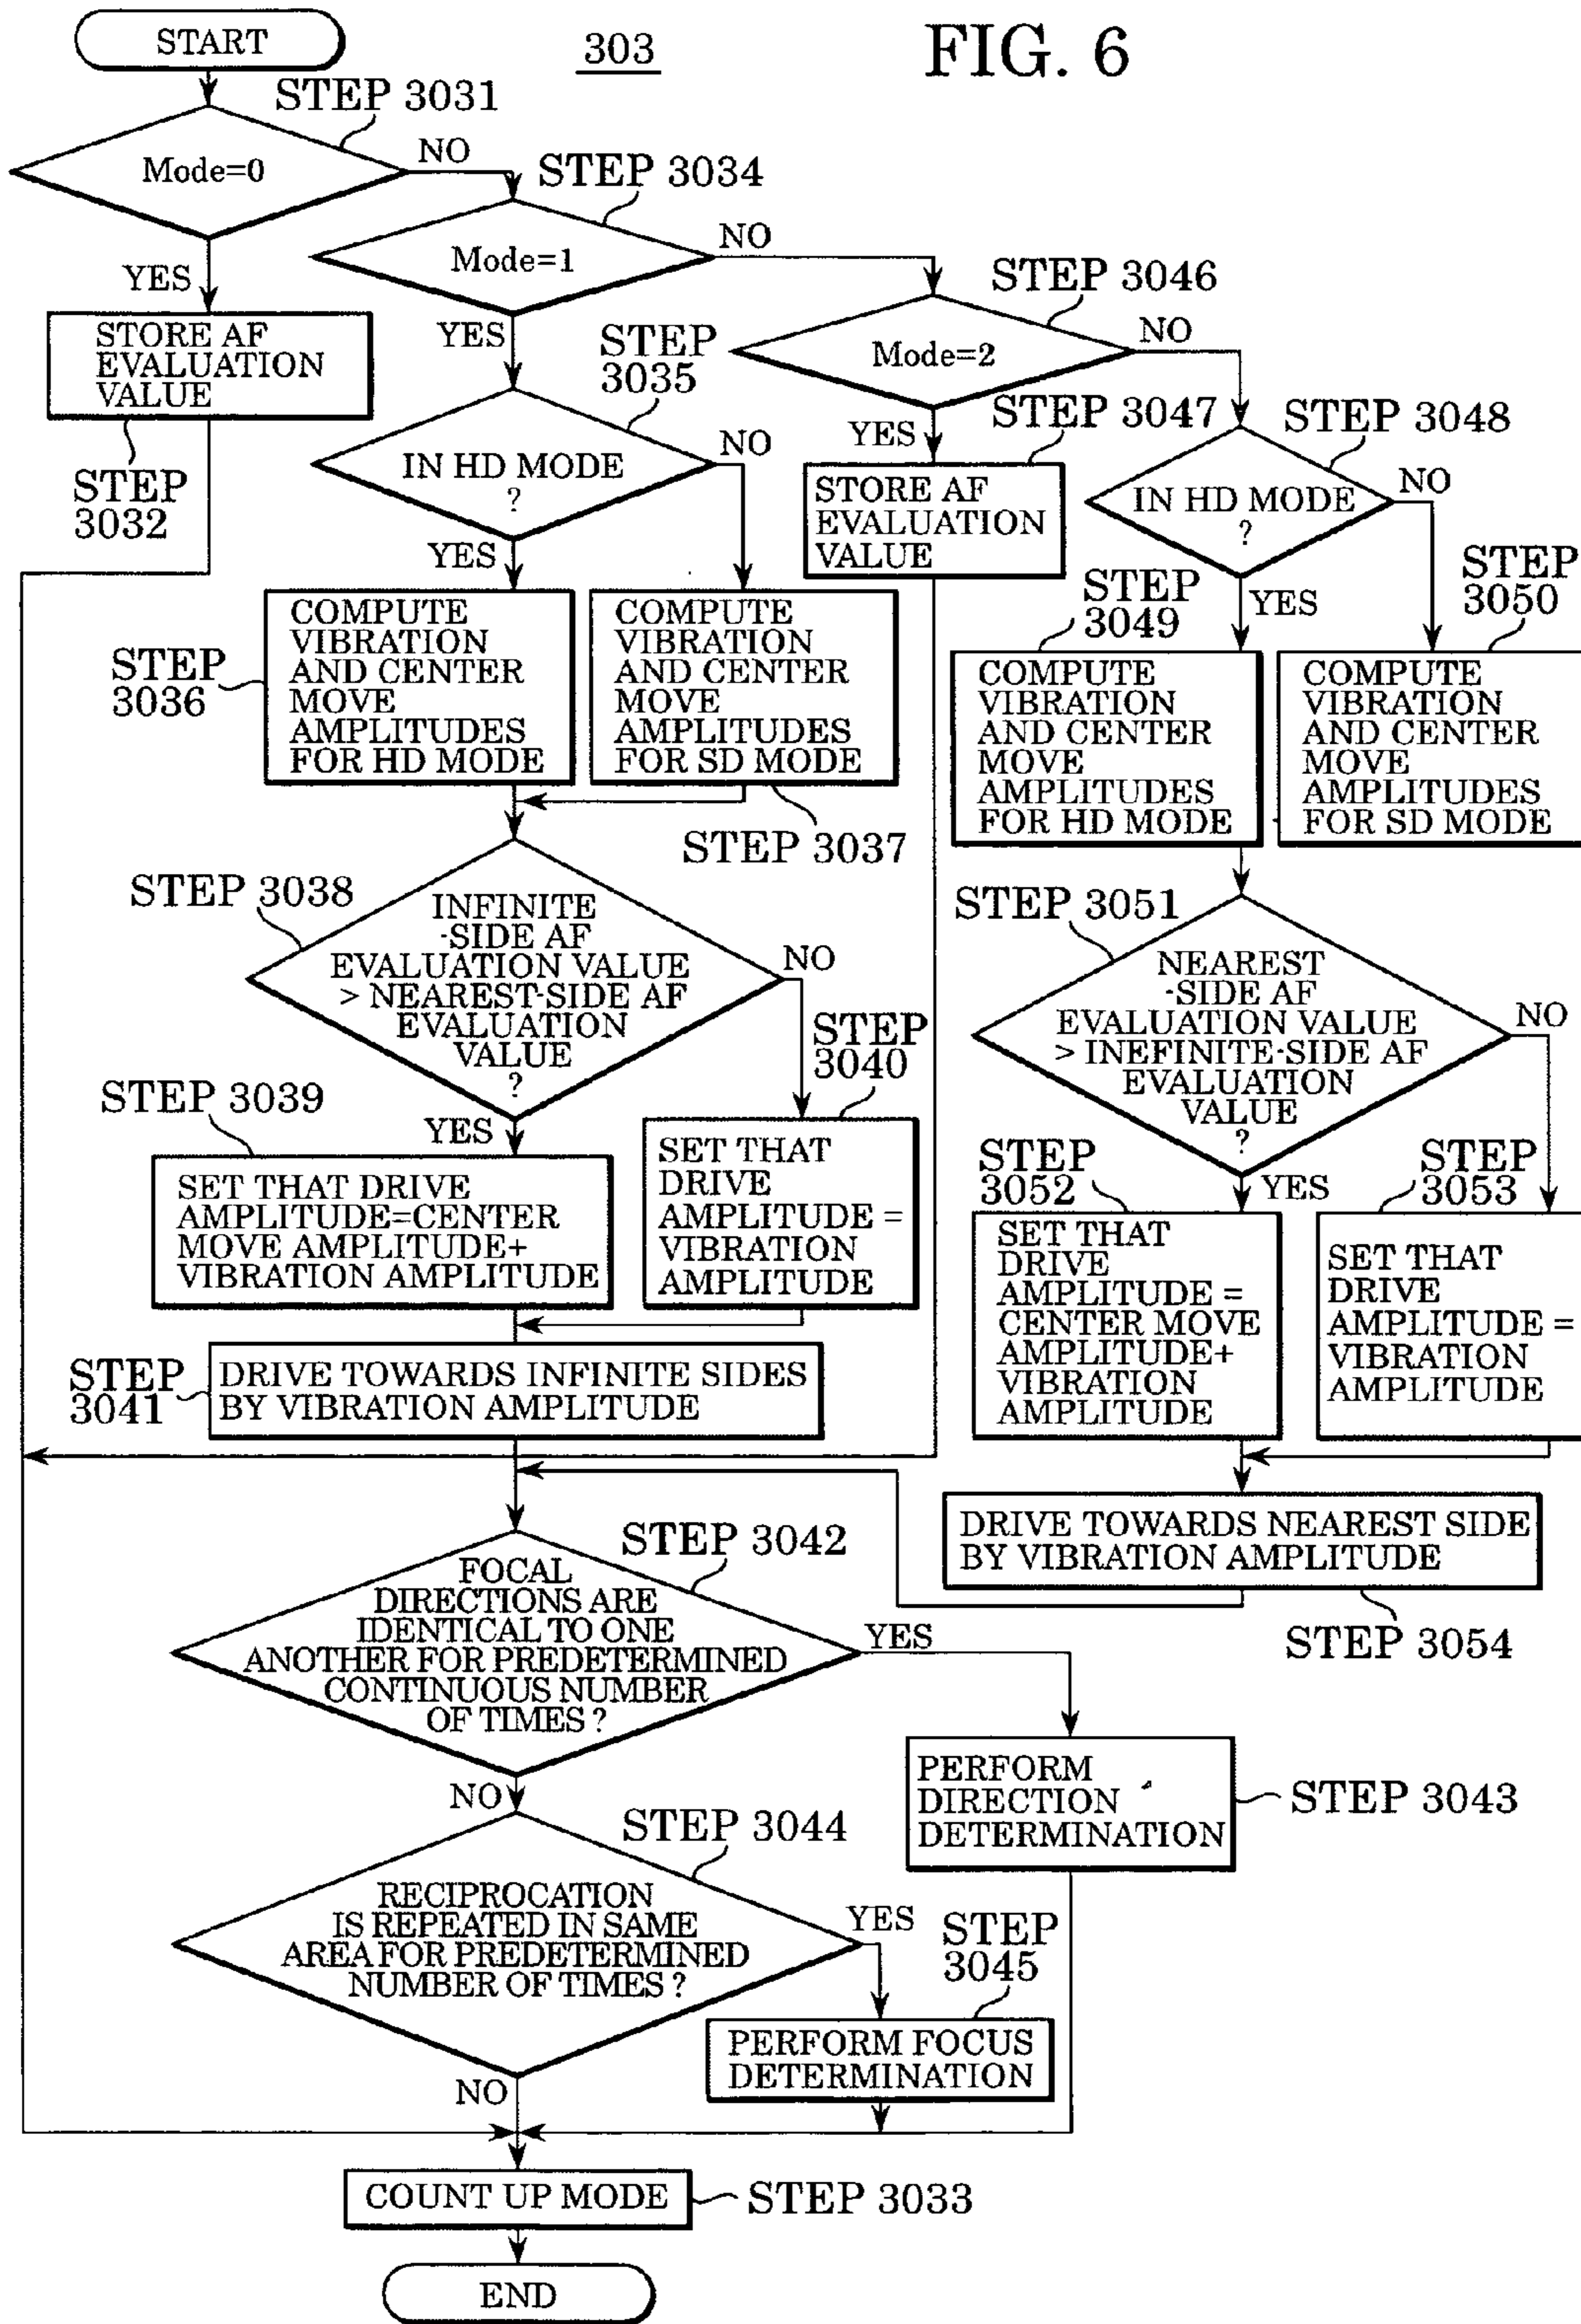 START
303
FIG. 6
STEP 3031
Mode=0
NO
STEP 3034
Mode=1
NO
STEP 3046
Mode=2
NO
YES
STORE AF
EVALUATION
VALUE
STEP
3032
YES
STEP
3035
IN HD MODE
?
NO
YES
YES
STEP 3047
STORE AF
EVALUATION
VALUE
STEP 3048
IN HD MODE
?
NO
YES
STEP
3036
COMPUTE
VIBRATION
AND CENTER
MOVE
AMPLITUDES
FOR HD MODE
COMPUTE
VIBRATION
AND CENTER
MOVE
AMPLITUDES
FOR SD MODE
STEP 3037
STEP
3049
COMPUTE
VIBRATION
AND CENTER
MOVE
AMPLITUDES
FOR HD MODE
STEP
3050
COMPUTE
VIBRATION
AND CENTER
MOVE
AMPLITUDES
FOR SD MODE
STEP 3038
INFINITE
-SIDE AF
EVALUATION VALUE
> NEAREST-SIDE AF
EVALUATION
VALUE
?
NO
YES
STEP 3039
SET THAT DRIVE
AMPLITUDE=CENTER
MOVE AMPLITUDE+
VIBRATION AMPLITUDE
STEP
3040
SET THAT
DRIVE
AMPLITUDE =
VIBRATION
AMPLITUDE
STEP 3051
NEAREST
-SIDE AF
EVALUATION VALUE
> INEFINITE-SIDE AF
EVALUATION
VALUE
?
NO
YES
STEP
3052
SET THAT
DRIVE
AMPLITUDE =
CENTER MOVE
AMPLITUDE+
VIBRATION
AMPLITUDE
STEP
3053
SET THAT
DRIVE
AMPLITUDE =
VIBRATION
AMPLITUDE
STEP
3041
DRIVE TOWARDS INFINITE SIDES
BY VIBRATION AMPLITUDE
DRIVE TOWARDS NEAREST SIDE
BY VIBRATION AMPLITUDE
STEP 3054
STEP 3042
FOCAL
DIRECTIONS ARE
IDENTICAL TO ONE
ANOTHER FOR PREDETERMINED
CONTINUOUS NUMBER
OF TIMES ?
YES
NO
PERFORM
DIRECTION
DETERMINATION
STEP 3043
STEP 3044
RECIPROCATION
IS REPEATED IN SAME
AREA FOR PREDETERMINED
NUMBER OF TIMES ?
YES
NO
STEP
3045
PERFORM FOCUS
DETERMINATION
COUNT UP MODE
STEP 3033
END